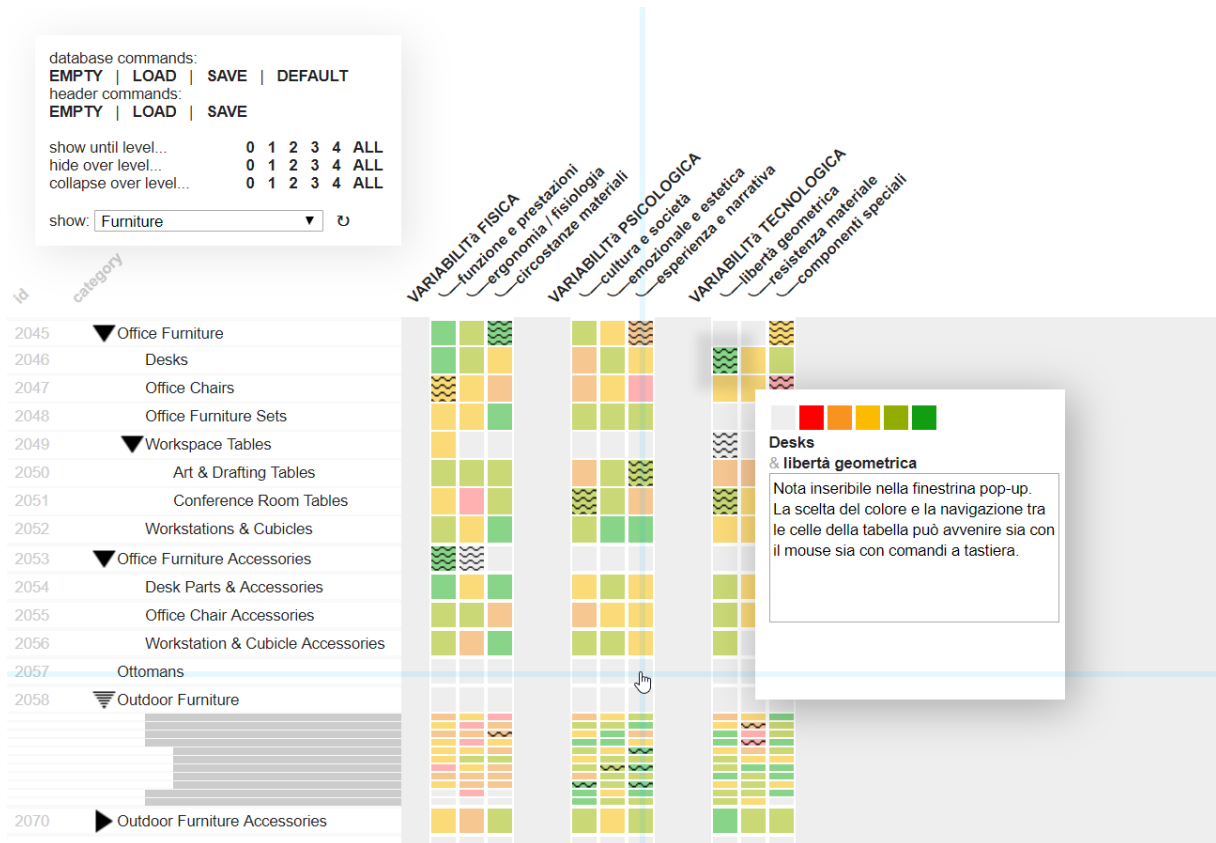 database commands:
EMPTY | LOAD | SAVE | DEFAULT
header commands:
EMPTY | LOAD | SAVE
show until level... 0 1 2 3 4 ALL
hide over level... 0 1 2 3 4 ALL
collapse over level... 0 1 2 3 4 ALL
show: Furniture
id
category
VARIABILITà FISICA
funzione e prestazioni
ergonomia / fisiologia
circostanze materiali
VARIABILITà PSICOLOGICA
cultura e società
emozionale e estetica
esperienza e narrativa
VARIABILITà TECNOLOGICA
libertà geometrica
resistenza materiale
componenti speciali
2045 Office Furniture
2046 Desks
2047 Office Chairs
2048 Office Furniture Sets
2049 Workspace Tables
2050 Art & Drafting Tables
2051 Conference Room Tables
2052 Workstations & Cubicles
2053 Office Furniture Accessories
2054 Desk Parts & Accessories
2055 Office Chair Accessories
2056 Workstation & Cubicle Accessories
2057 Ottomans
2058 Outdoor Furniture
2070 Outdoor Furniture Accessories
Desks
& libertà geometrica
Nota inseribile nella finestrina pop-up.
La scelta del colore e la navigazione tra
le celle della tabella può avvenire sia con
il mouse sia con comandi a tastiera.